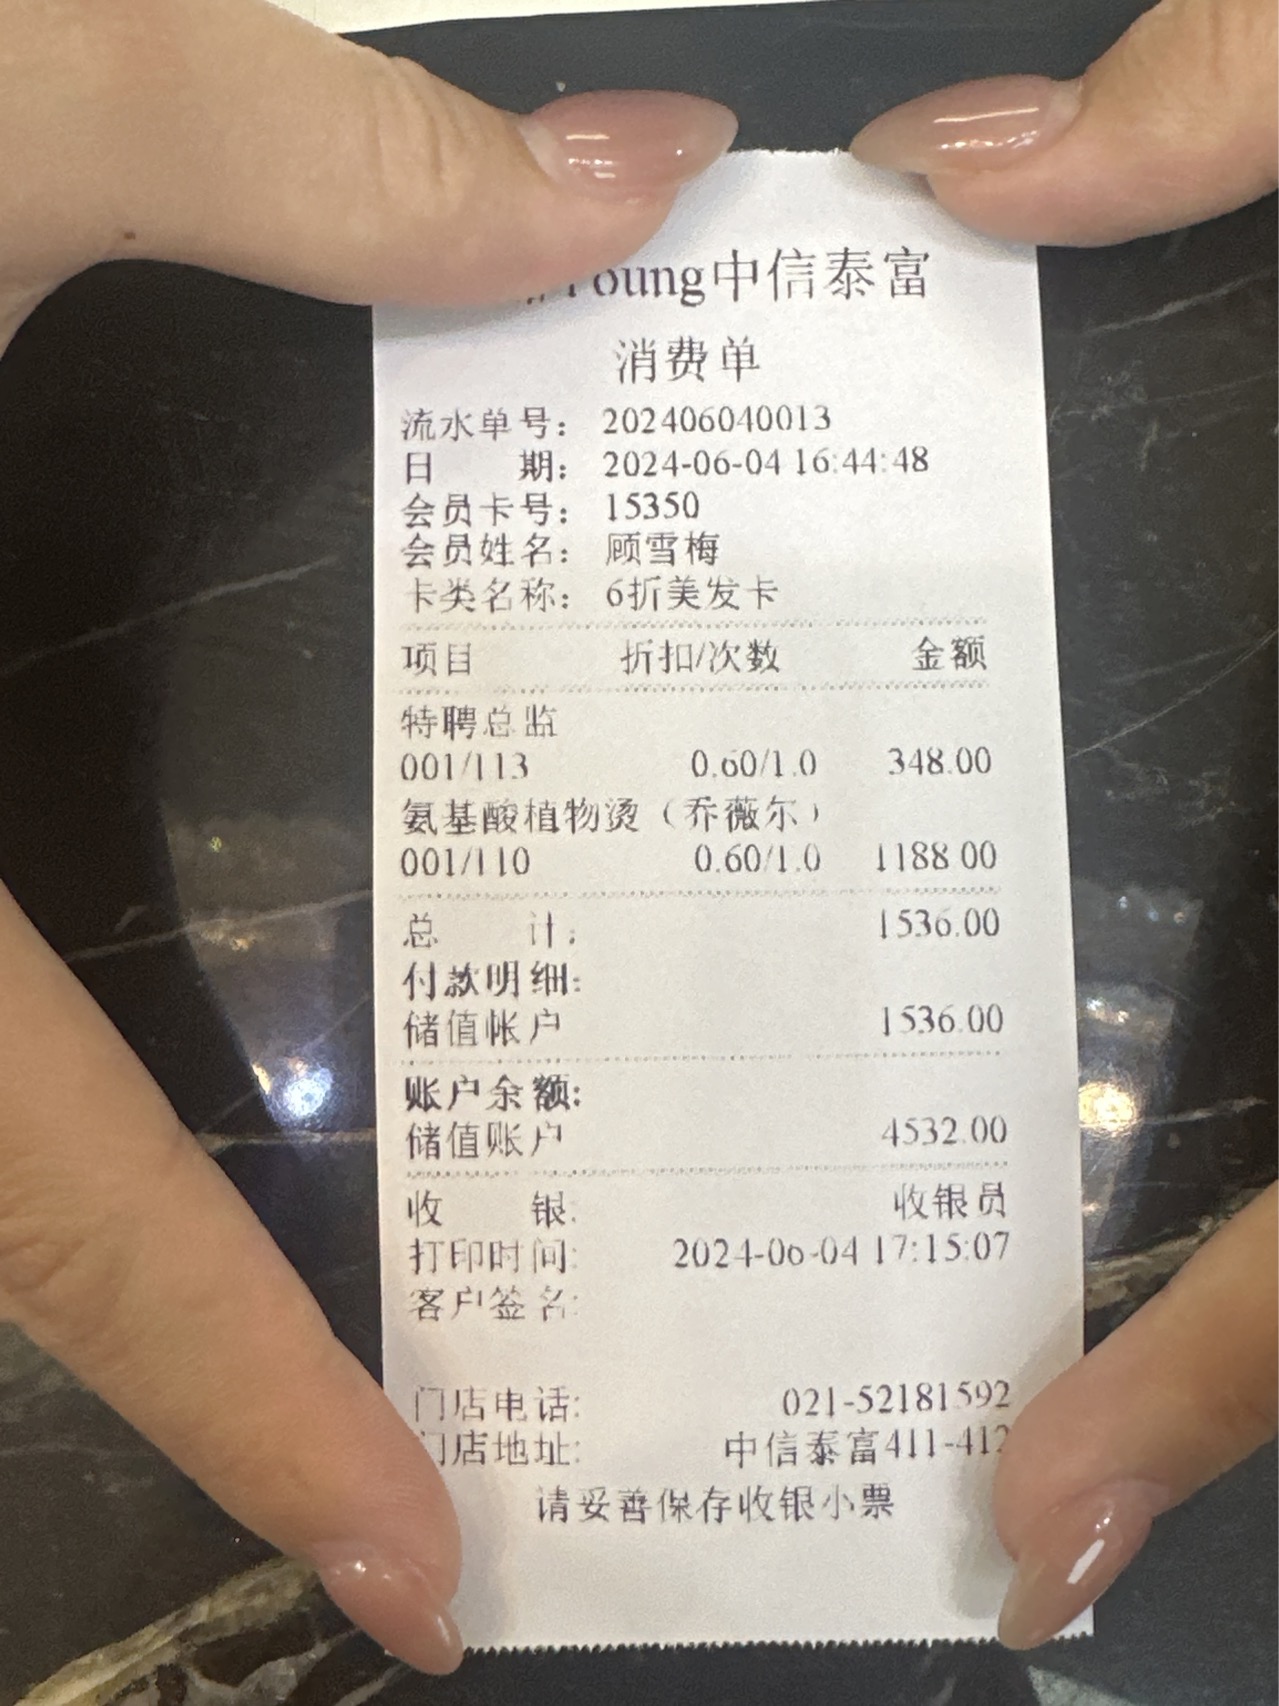 Young中信泰富
消费单
流水单号： 202406040013
日 期： 2024-06-04 16:44:48
会员卡号： 15350
会员姓名： 顾雪梅
卡类名称： 6折美发卡
项目 折扣/次数 金额
特聘总监
001/113 0.60/1.0 348.00
氨基酸植物烫（乔薇尔）
001/110 0.60/1.0 1188.00
总 计： 1536.00
付款明细：
储值帐户 1536.00
账户余额：
储值账户 4532.00
收 银： 收银员
打印时间： 2024-06-04 17:15:07
客户签名：
门店电话： 021-52181592
门店地址： 中信泰富411-412
请妥善保存收银小票